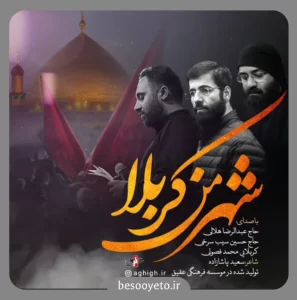 شهر من کربلا
با صدای:
حاج عبدالرضا هلالی
حاج حسین سیب سرخی
کربلایی محمد فصولی
شاعر:سعید پاشازاده
تولید شده در موسسه فرهنگی عقیق
aghigh.ir
besooyeto.ir